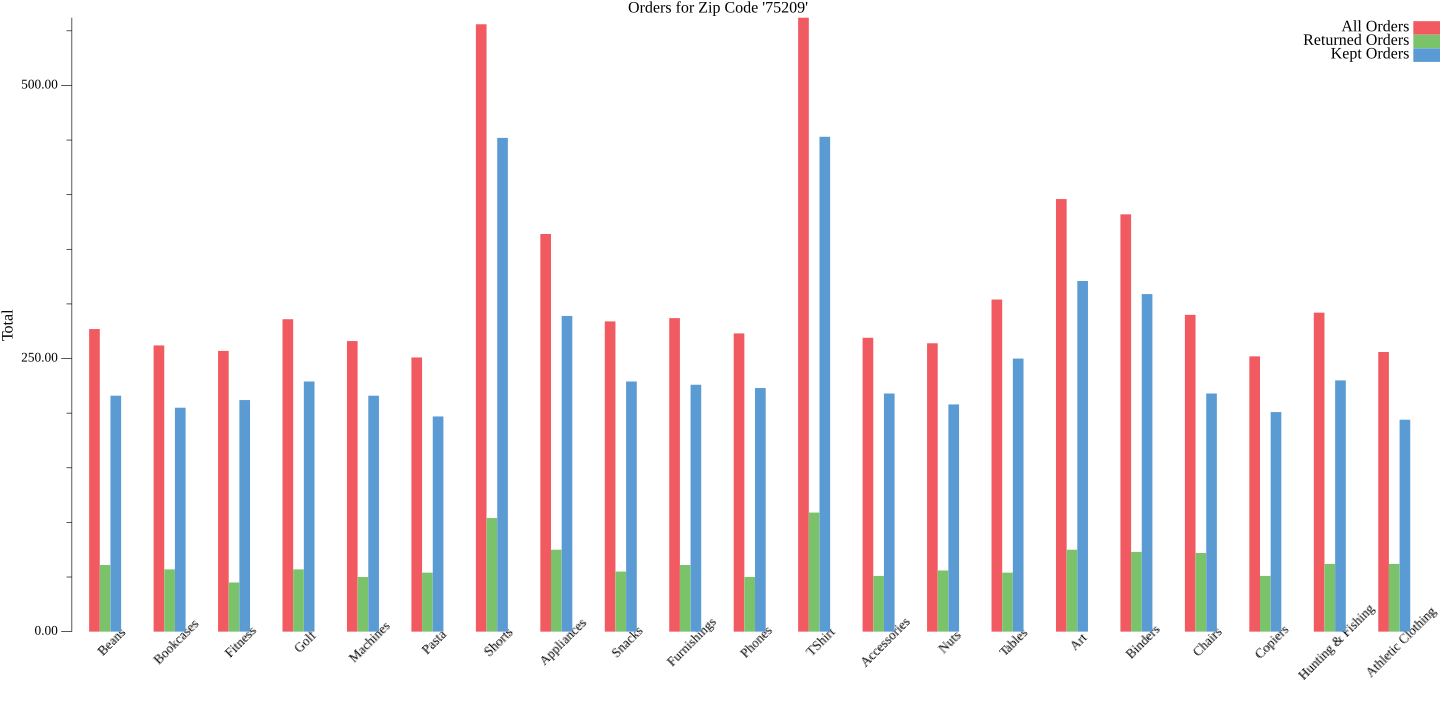 Orders for Zip Code '75209'
All Orders
Returned Orders
Kept Orders
500.00
250.00
0.00
Total
Beans
Bookcases
Fitness
Golf
Machines
Pasta
Shorts
Appliances
Snacks
Furnishings
Phones
TShirt
Accessories
Nuts
Tables
Art
Binders
Chairs
Copiers
Hunting & Fishing
Athletic Clothing